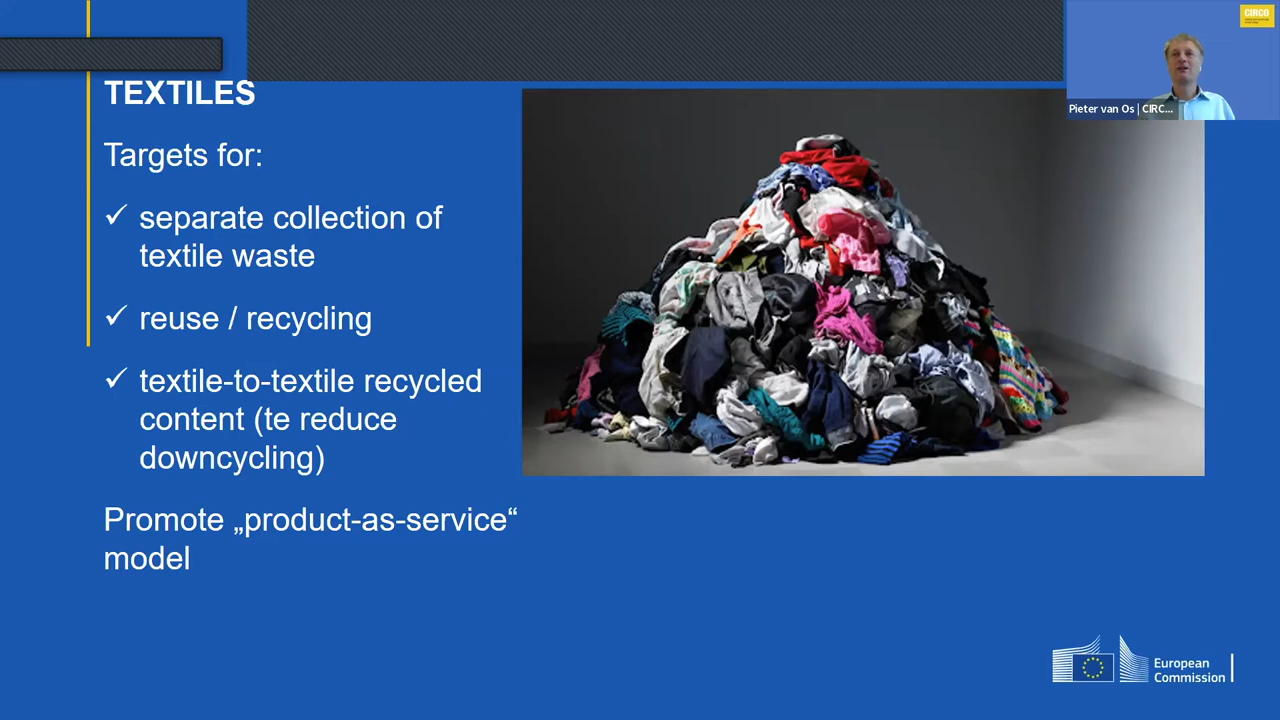 TEXTILES
Targets for:
✓ separate collection of
textile waste
✓ reuse / recycling
✓ textile-to-textile recycled
content (te reduce
downcycling)
Promote „product-as-service“
model
CIRCO
Pieter van Os | CIRC...
European
Commission